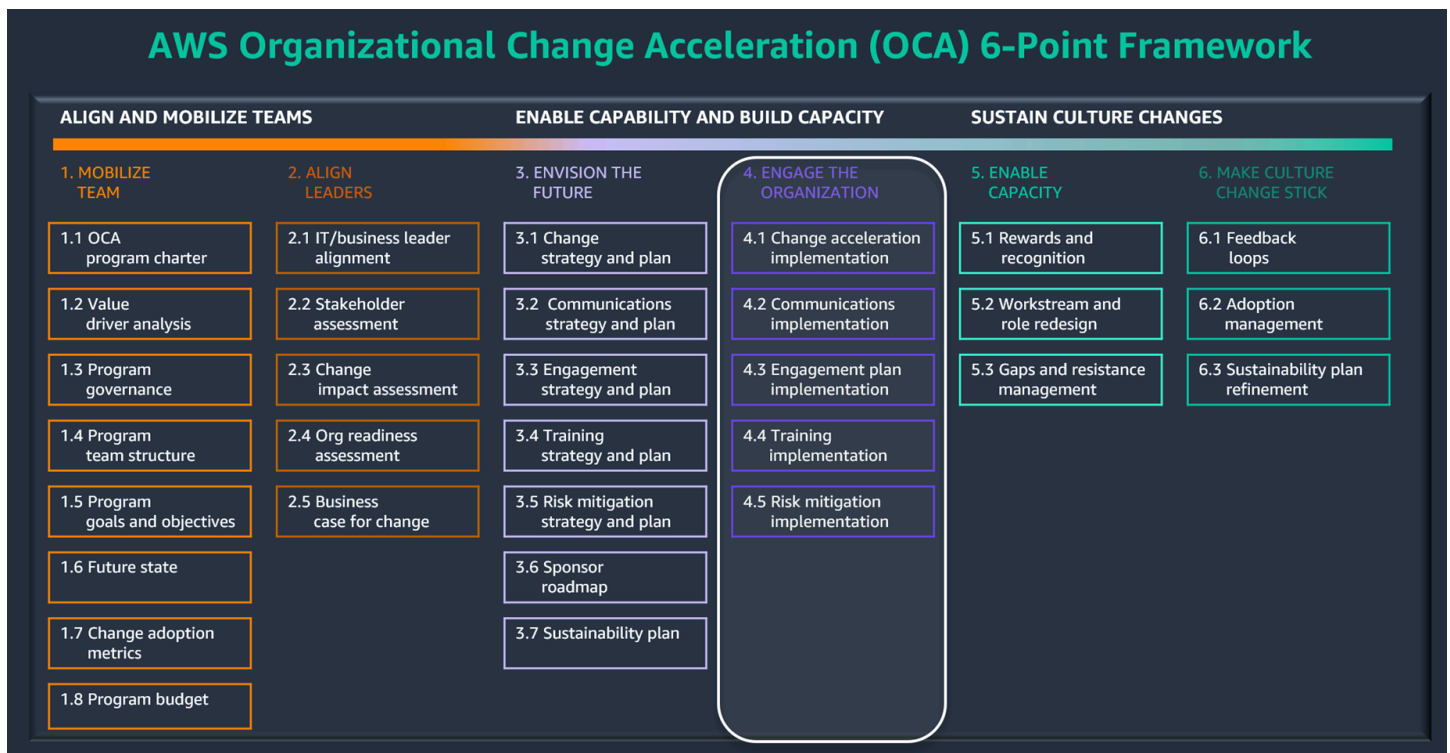 AWS Organizational Change Acceleration (OCA) 6-Point Framework
ALIGN AND MOBILIZE TEAMS
ENABLE CAPABILITY AND BUILD CAPACITY
SUSTAIN CULTURE CHANGES
1. MOBILIZE
TEAM
1.1 OCA
program charter
1.2 Value
driver analysis
1.3 Program
governance
1.4 Program
team structure
1.5 Program
goals and objectives
1.6 Future state
1.7 Change adoption
metrics
1.8 Program budget
2. ALIGN
LEADERS
2.1 IT/business leader
alignment
2.2 Stakeholder
assessment
2.3 Change
impact assessment
2.4 Org readiness
assessment
2.5 Business
case for change
3. ENVISION THE
FUTURE
3.1 Change
strategy and plan
3.2 Communications
strategy and plan
3.3 Engagement
strategy and plan
3.4 Training
strategy and plan
3.5 Risk mitigation
strategy and plan
3.6 Sponsor
roadmap
3.7 Sustainability plan
4. ENGAGE THE
ORGANIZATION
4.1 Change acceleration
implementation
4.2 Communications
implementation
4.3 Engagement plan
implementation
4.4 Training
implementation
4.5 Risk mitigation
implementation
5. ENABLE
CAPACITY
5.1 Rewards and
recognition
5.2 Workstream and
role redesign
5.3 Gaps and resistance
management
6. MAKE CULTURE
CHANGE STICK
6.1 Feedback
loops
6.2 Adoption
management
6.3 Sustainability plan
refinement